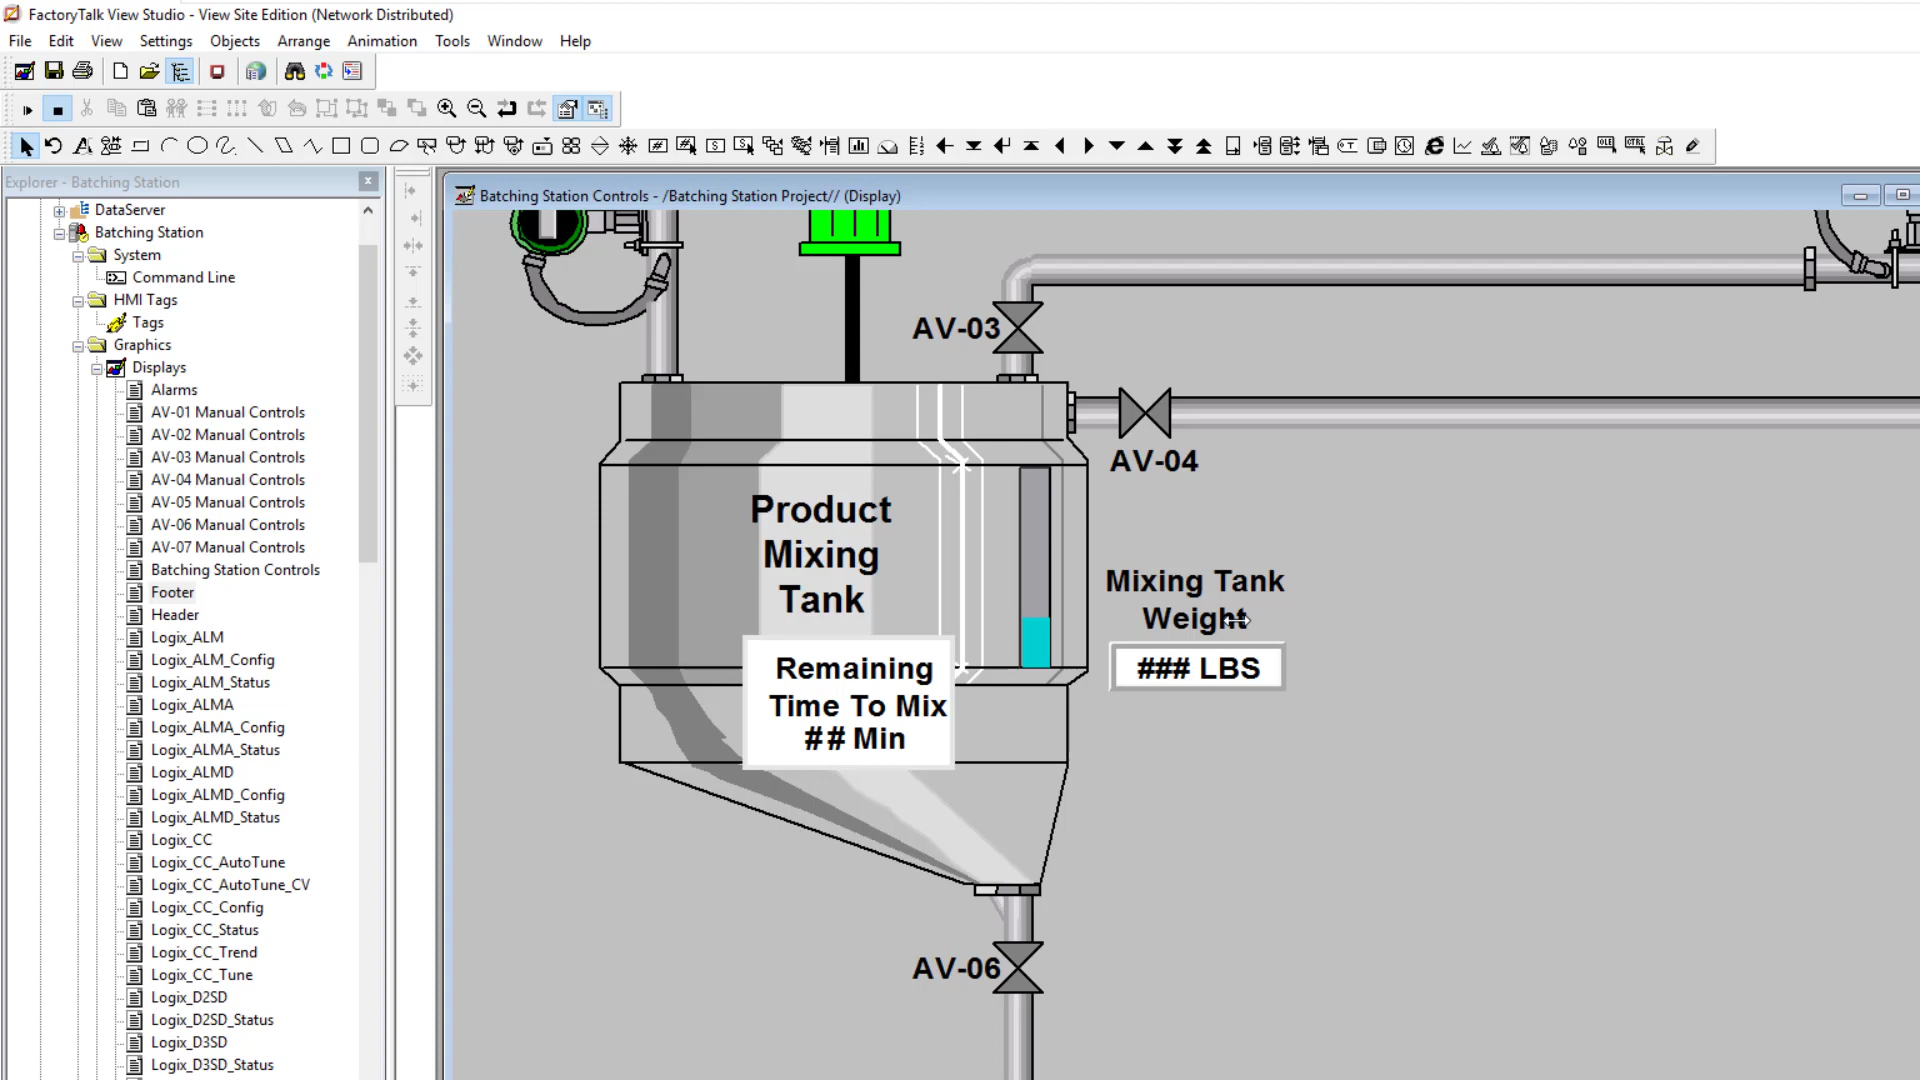 FactoryTalk View Studio - View Site Edition (Network Distributed)
File Edit View Settings Objects Arrange Animation Tools Window Help
Explorer - Batching Station
DataServer
Batching Station
System
Command Line
HMI Tags
Tags
Graphics
Displays
Alarms
AV-01 Manual Controls
AV-02 Manual Controls
AV-03 Manual Controls
AV-04 Manual Controls
AV-05 Manual Controls
AV-06 Manual Controls
AV-07 Manual Controls
Batching Station Controls
Footer
Header
Logix_ALM
Logix_ALM_Config
Logix_ALM_Status
Logix_ALMA
Logix_ALMA_Config
Logix_ALMA_Status
Logix_ALMD
Logix_ALMD_Config
Logix_ALMD_Status
Logix_CC
Logix_CC_AutoTune
Logix_CC_AutoTune_CV
Logix_CC_Config
Logix_CC_Status
Logix_CC_Trend
Logix_CC_Tune
Logix_D2SD
Logix_D2SD_Status
Logix_D3SD
Logix_D3SD_Status
Batching Station Controls - /Batching Station Project// (Display)
AV-03
AV-04
Product
Mixing
Tank
Mixing Tank
Weight
### LBS
Remaining
Time To Mix
## Min
AV-06